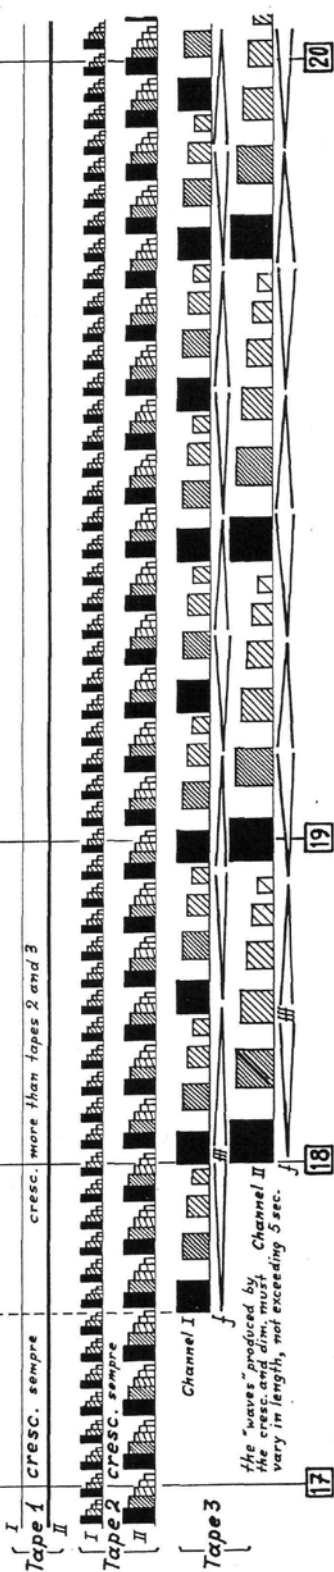 I
Tape 1 cresc. sempre
cresc. more than tapes 2 and 3
II
I
Tape 2 cresc. sempre
II
Channel I
Tape 3
f
fff
the "waves" produced by
the cresc. and dim. must
vary in length, not exceeding 5 sec.
Channel II
f
fff
17
18
19
20